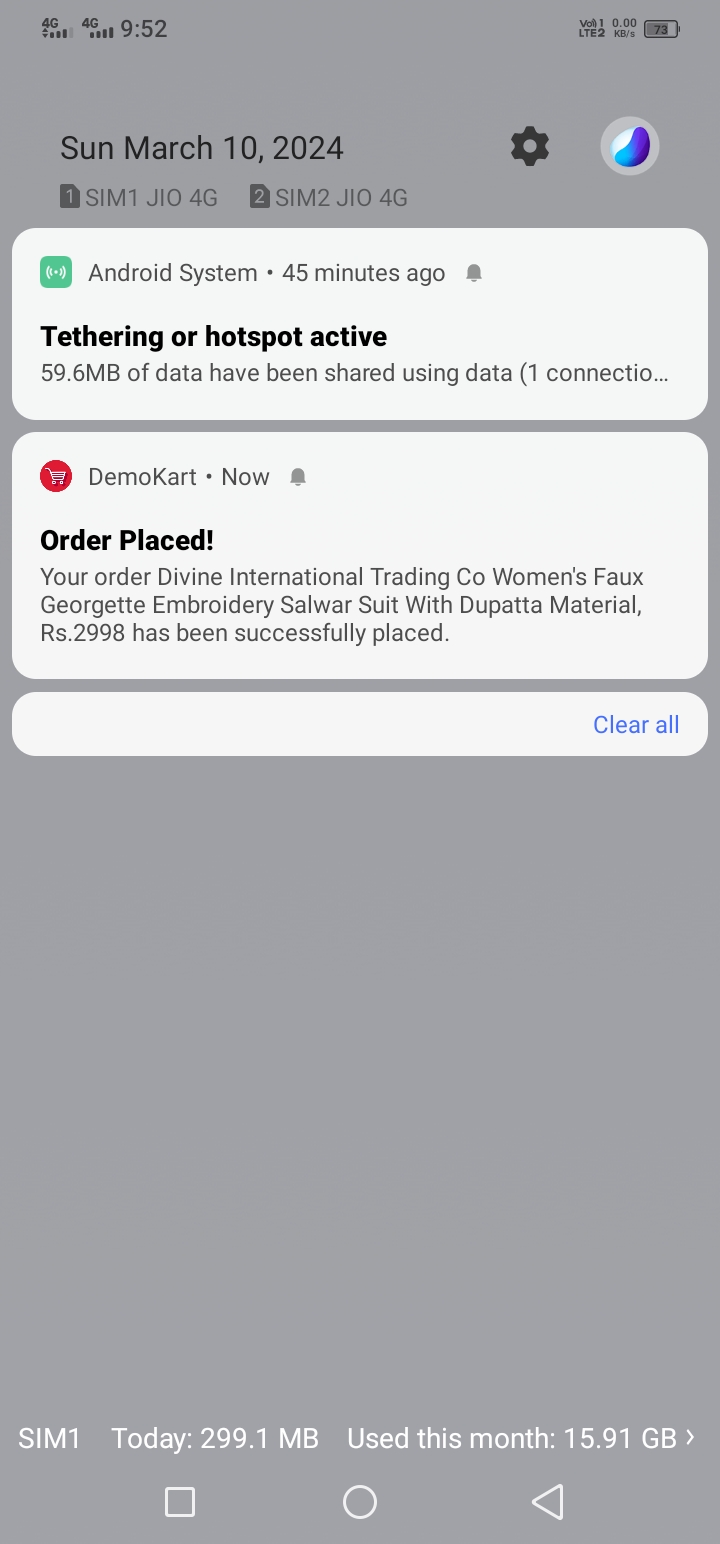 4G 4G 9:52 Vo) 1 LTE2 0.00 KB/s 73
Sun March 10, 2024
1 SIM1 JIO 4G 2 SIM2 JIO 4G
Android System • 45 minutes ago
Tethering or hotspot active
59.6MB of data have been shared using data (1 connectio…
DemoKart • Now
Order Placed!
Your order Divine International Trading Co Women's Faux
Georgette Embroidery Salwar Suit With Dupatta Material,
Rs.2998 has been successfully placed.
Clear all
SIM1 Today: 299.1 MB Used this month: 15.91 GB ›